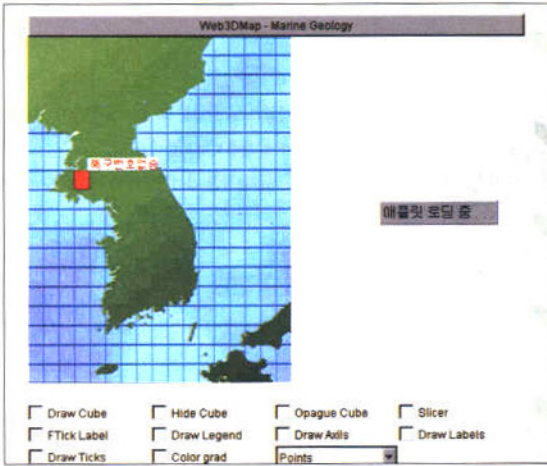 Web3DMap - Marine Geology
애플릿 로딩 중
Draw Cube Hide Cube Opague Cube Slicer
FTick Label Draw Legend Draw Axils Draw Labels
Draw Ticks Color grad Points